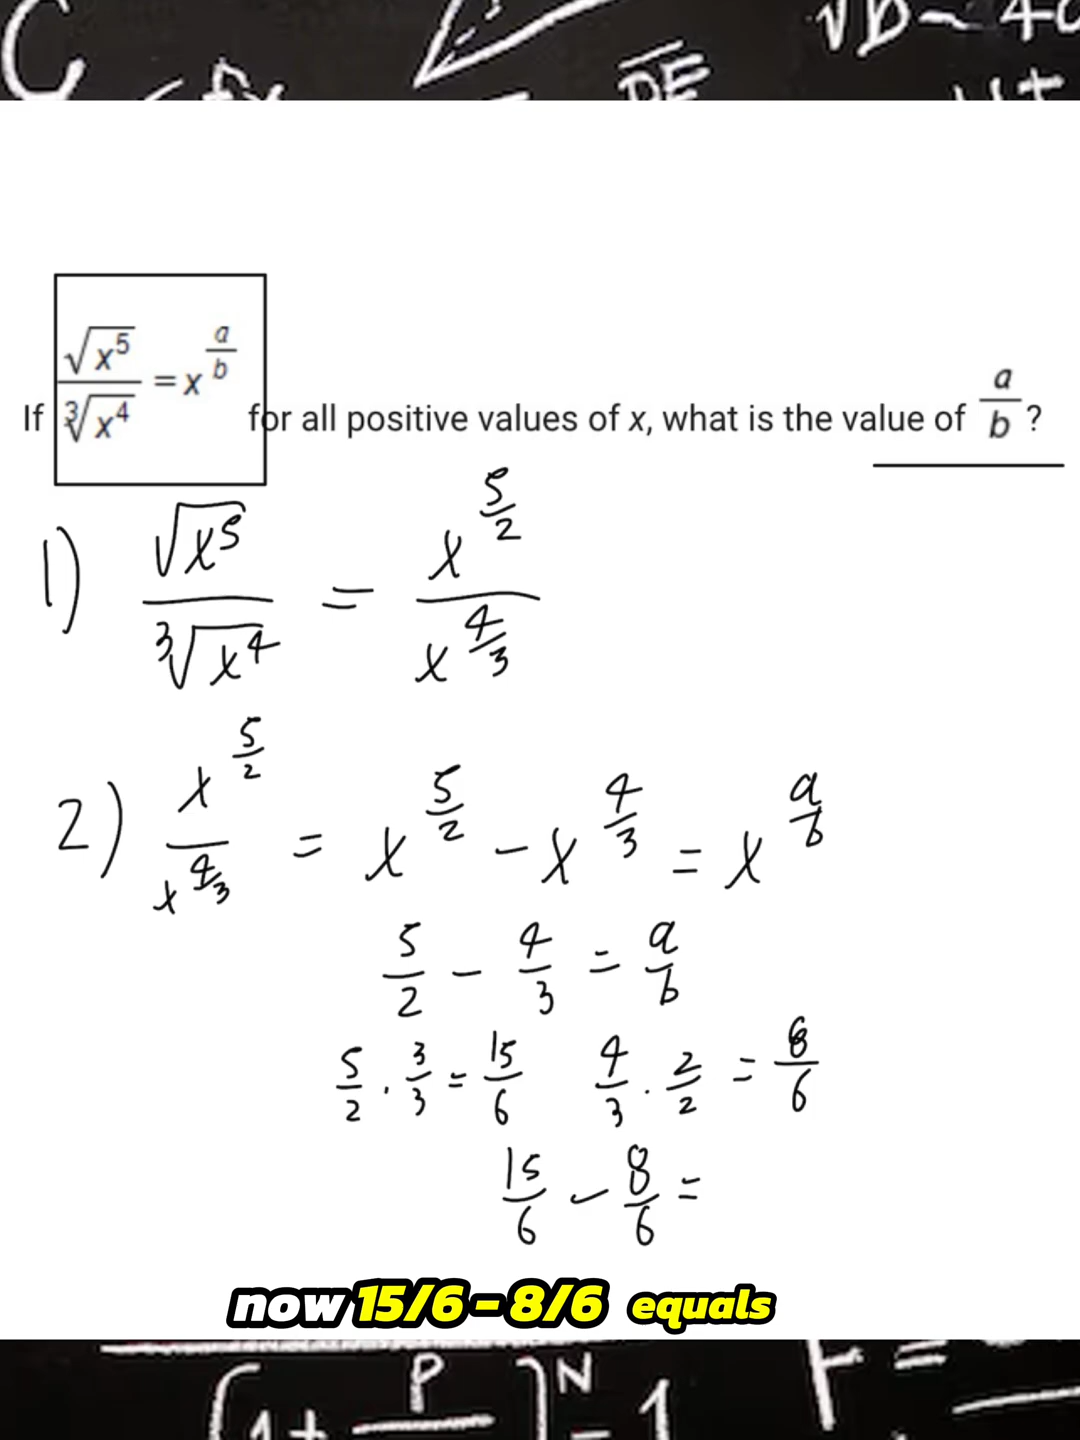 C
√b - 4a
DE
If √x⁵ / ∛x⁴ = x^(a/b) for all positive values of x, what is the value of a/b ?
1) √x⁵ / ∛x⁴ = x^(5/2) / x^(4/3)
2) x^(5/2) / x^(4/3) = x^(5/2) - x^(4/3) = x^(a/b)
5/2 - 4/3 = a/b
5/2 · 3/3 = 15/6 4/3 · 2/2 = 8/6
15/6 - 8/6 =
now 15/6 - 8/6 equals
P
N
F =